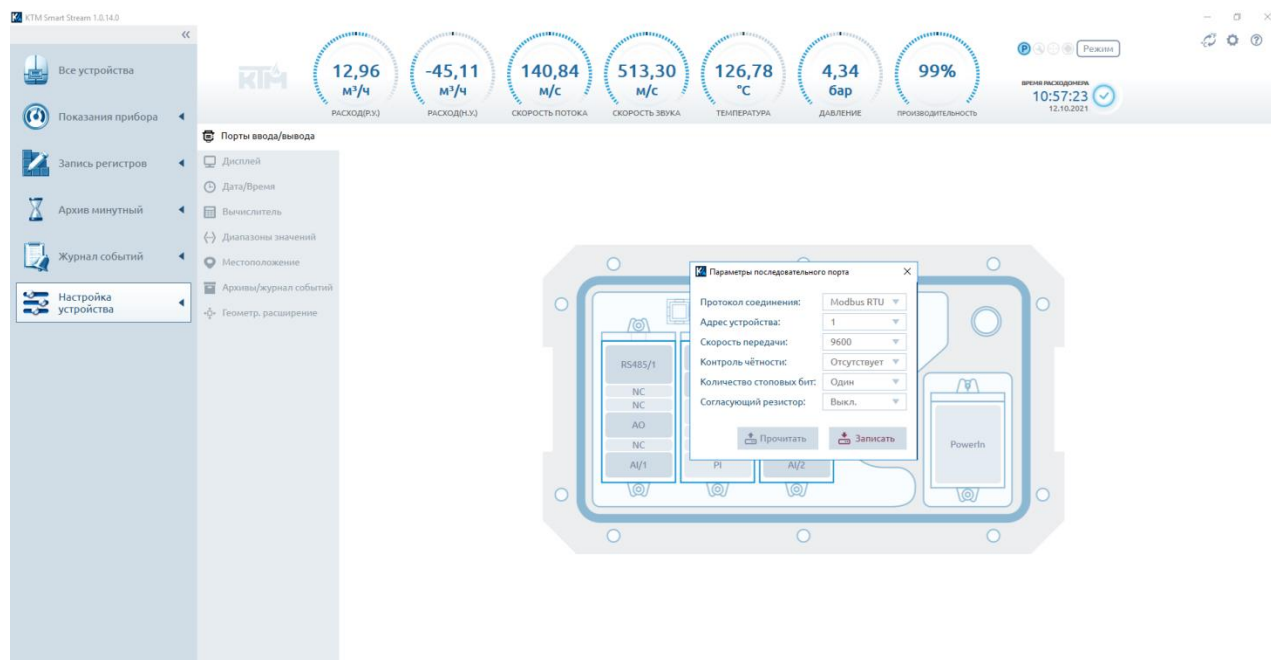 KTM Smart Stream 1.0.14.0
Все устройства
Показания прибора
Запись регистров
Архив минутный
Журнал событий
Настройка
устройства
КТМ
12,96
м³/ч
РАСХОД(Р.У.)
-45,11
м³/ч
РАСХОД(Н.У.)
140,84
м/с
СКОРОСТЬ ПОТОКА
513,30
м/с
СКОРОСТЬ ЗВУКА
126,78
°C
ТЕМПЕРАТУРА
4,34
бар
ДАВЛЕНИЕ
99%
ПРОИЗВОДИТЕЛЬНОСТЬ
P
Режим
ВРЕМЯ РАСХОДОМЕРА
10:57:23
12.10.2021
Порты ввода/вывода
Дисплей
Дата/Время
Вычислитель
Диапазоны значений
Местоположение
Архивы/журнал событий
Геометр. расширение
RS485/1
NC
NC
AO
NC
AI/1
PI
AI/2
PowerIn
Параметры последовательного порта
Протокол соединения: Modbus RTU
Адрес устройства: 1
Скорость передачи: 9600
Контроль чётности: Отсутствует
Количество стоповых бит: Один
Согласующий резистор: Выкл.
Прочитать
Записать